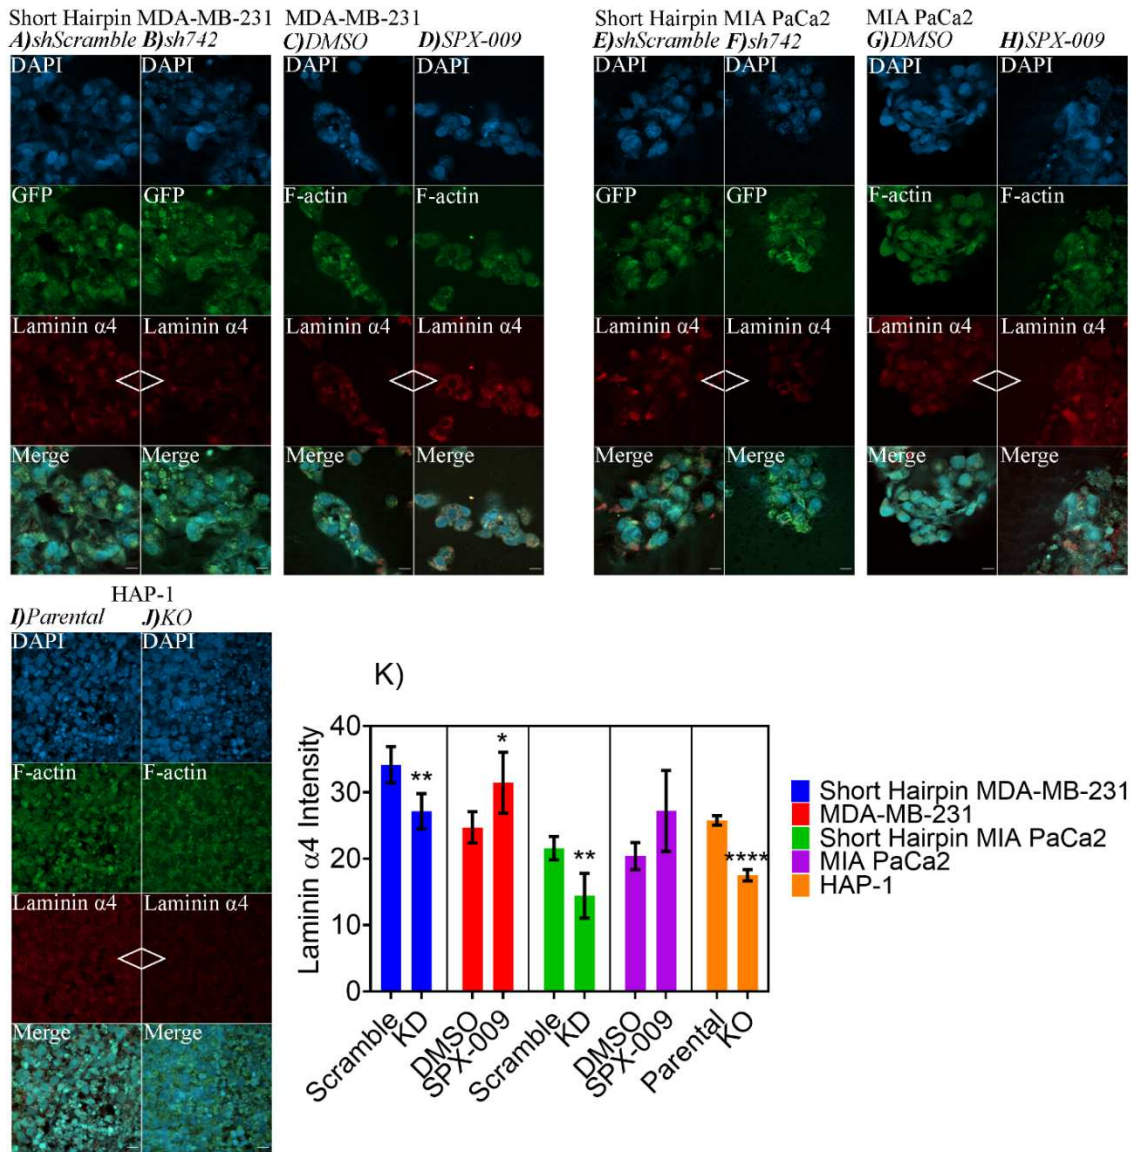 Short Hairpin MDA-MB-231 MDA-MB-231 Short Hairpin MIA PaCa2 MIA PaCa2
A)shScramble B)sh742 C)DMSO D)SPX-009 E)shScramble F)sh742 G)DMSO H)SPX-009
DAPI DAPI DAPI DAPI DAPI DAPI DAPI DAPI
GFP GFP F-actin F-actin GFP GFP F-actin F-actin
Laminin α4 Laminin α4 Laminin α4 Laminin α4 Laminin α4 Laminin α4 Laminin α4 Laminin α4
Merge Merge Merge Merge Merge Merge Merge Merge
HAP-1
I)Parental J)KO
DAPI DAPI
F-actin F-actin
Laminin α4 Laminin α4
Merge Merge
K)
Laminin α4 Intensity
40
30
20
10
0
** * ** ****
Scramble KD DMSO SPX-009 Scramble KD DMSO SPX-009 Parental KO
Short Hairpin MDA-MB-231
MDA-MB-231
Short Hairpin MIA PaCa2
MIA PaCa2
HAP-1